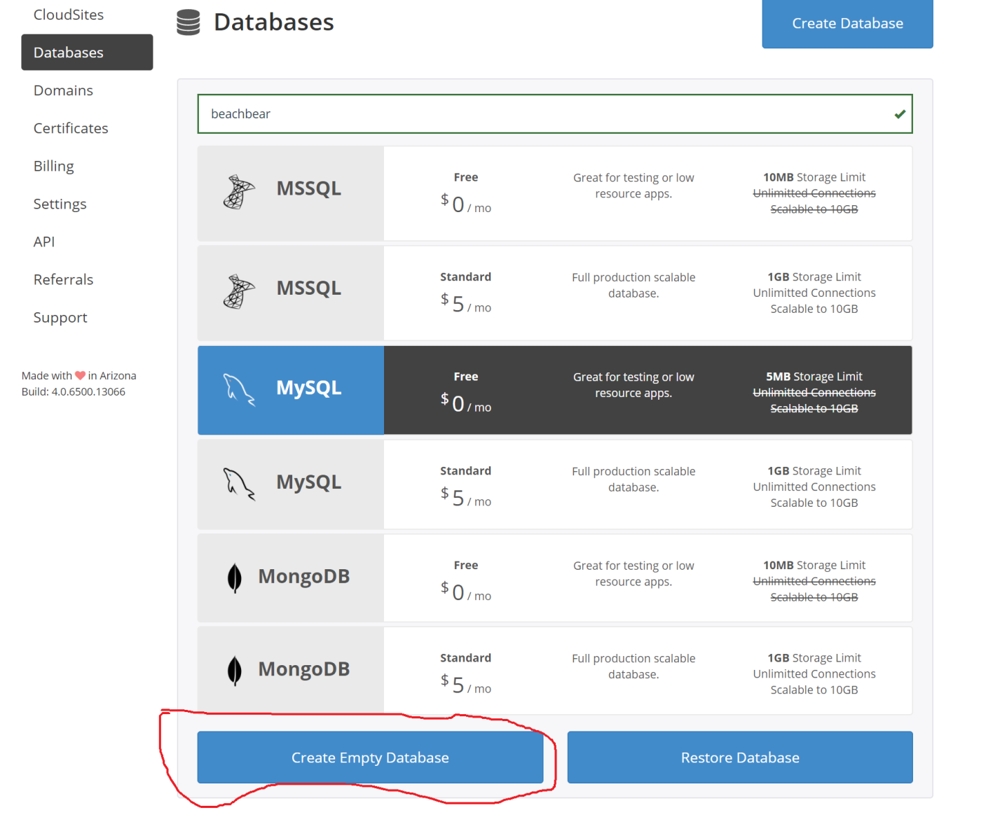 CloudSites
Databases
Domains
Certificates
Billing
Settings
API
Referrals
Support
Made with in Arizona
Build: 4.0.6500.13066
Databases
Create Database
beachbear
MSSQL
Free
$ 0 / mo
Great for testing or low
resource apps.
10MB Storage Limit
Unlimitted Connections
Scalable to 10GB
MSSQL
Standard
$ 5 / mo
Full production scalable
database.
1GB Storage Limit
Unlimitted Connections
Scalable to 10GB
MySQL
Free
$ 0 / mo
Great for testing or low
resource apps.
5MB Storage Limit
Unlimitted Connections
Scalable to 10GB
MySQL
Standard
$ 5 / mo
Full production scalable
database.
1GB Storage Limit
Unlimitted Connections
Scalable to 10GB
MongoDB
Free
$ 0 / mo
Great for testing or low
resource apps.
10MB Storage Limit
Unlimitted Connections
Scalable to 10GB
MongoDB
Standard
$ 5 / mo
Full production scalable
database.
1GB Storage Limit
Unlimitted Connections
Scalable to 10GB
Create Empty Database
Restore Database